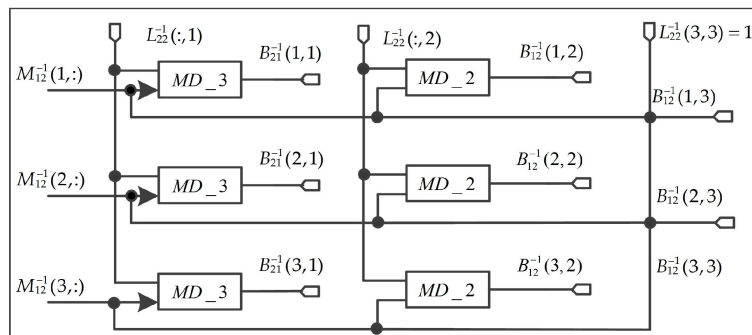 L₂₂⁻¹(:,1)
L₂₂⁻¹(:,2)
L₂₂⁻¹(3,3) = 1
B₂₁⁻¹(1,1)
B₁₂⁻¹(1,2)
M₁₂⁻¹(1,:)
MD_3
MD_2
B₁₂⁻¹(1,3)
M₁₂⁻¹(2,:)
MD_3
B₂₁⁻¹(2,1)
MD_2
B₁₂⁻¹(2,2)
B₁₂⁻¹(2,3)
M₁₂⁻¹(3,:)
MD_3
B₂₁⁻¹(3,1)
MD_2
B₁₂⁻¹(3,2)
B₁₂⁻¹(3,3)